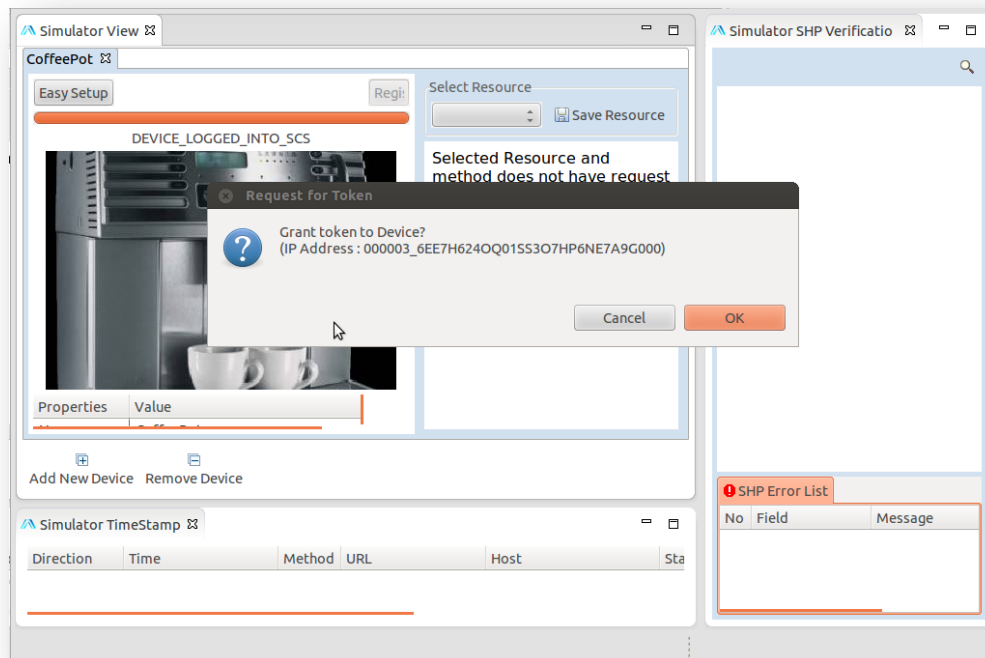 Simulator View
CoffeePot
Easy Setup
Regi
DEVICE_LOGGED_INTO_SCS
Select Resource
Save Resource
Selected Resource and
method does not have request
Request for Token
Grant token to Device?
(IP Address : 000003_6EE7H624OQ01SS3O7HP6NE7A9G000)
Cancel
OK
Properties
Value
Add New Device
Remove Device
Simulator TimeStamp
Direction
Time
Method
URL
Host
Sta
Simulator SHP Verificatio
SHP Error List
No
Field
Message